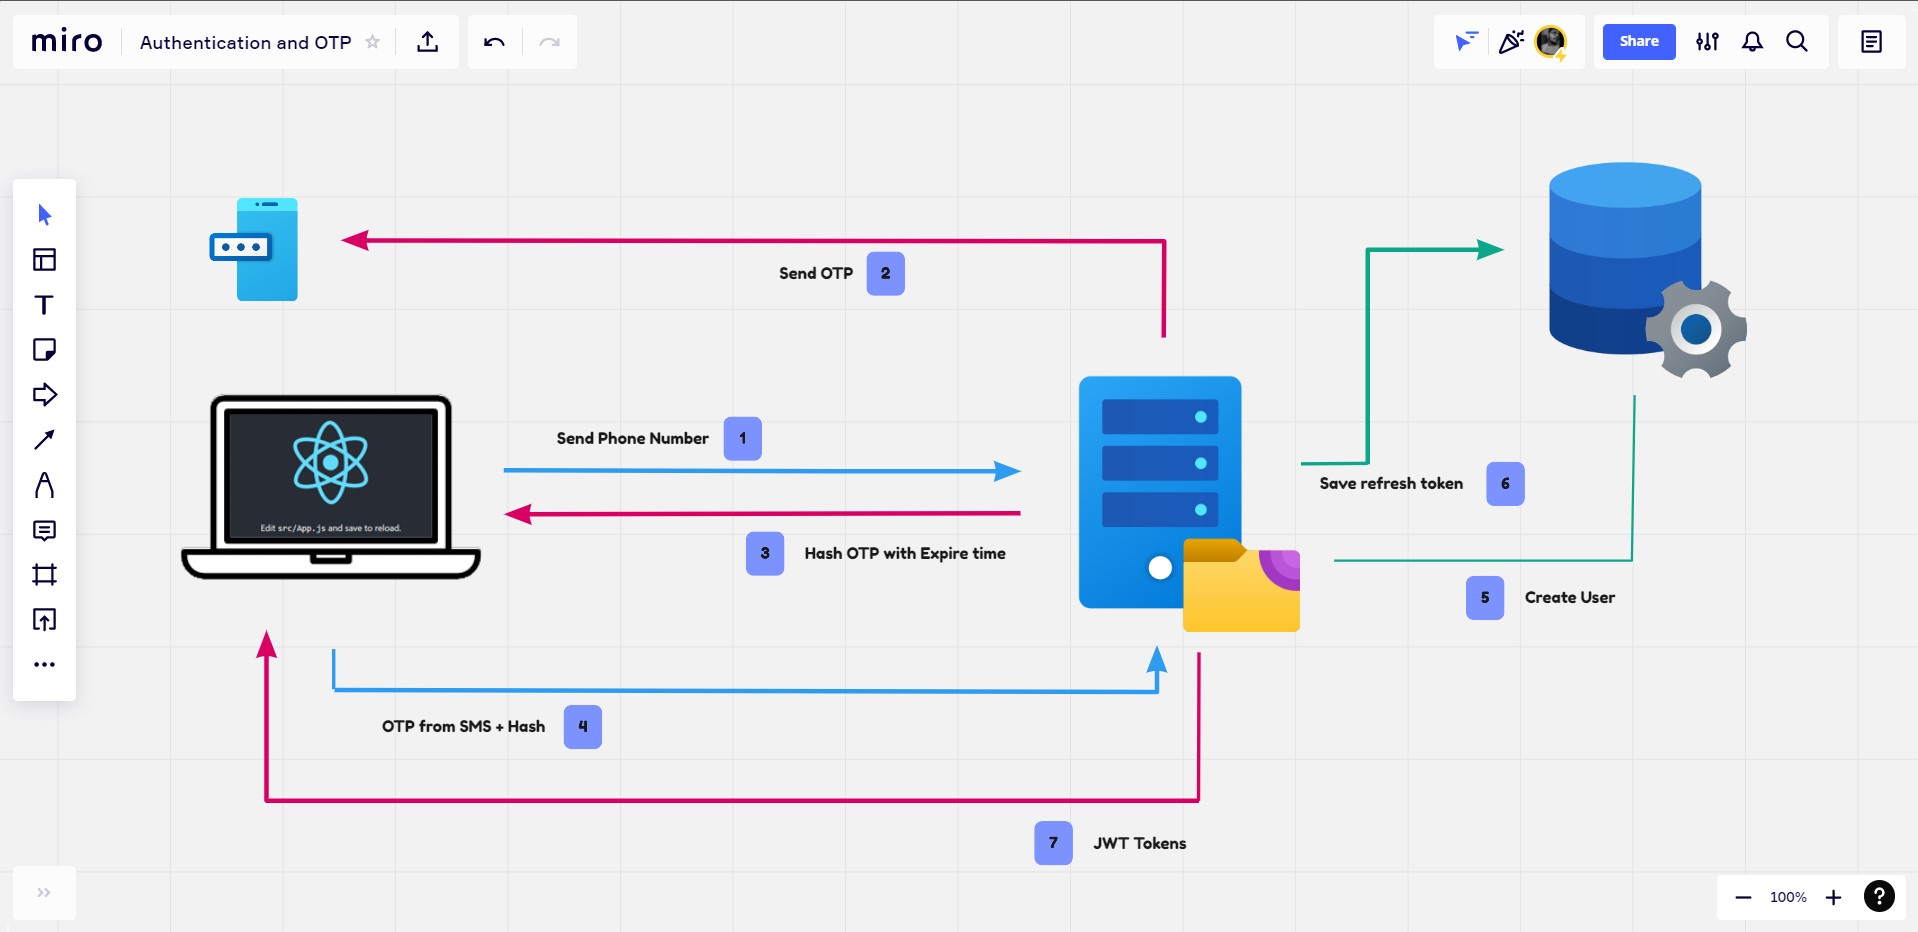 miro
Authentication and OTP
Share
Send OTP
2
Send Phone Number
1
Edit src/App.js and save to reload.
Save refresh token
6
3
Hash OTP with Expire time
5
Create User
OTP from SMS + Hash
4
7
JWT Tokens
100%
?